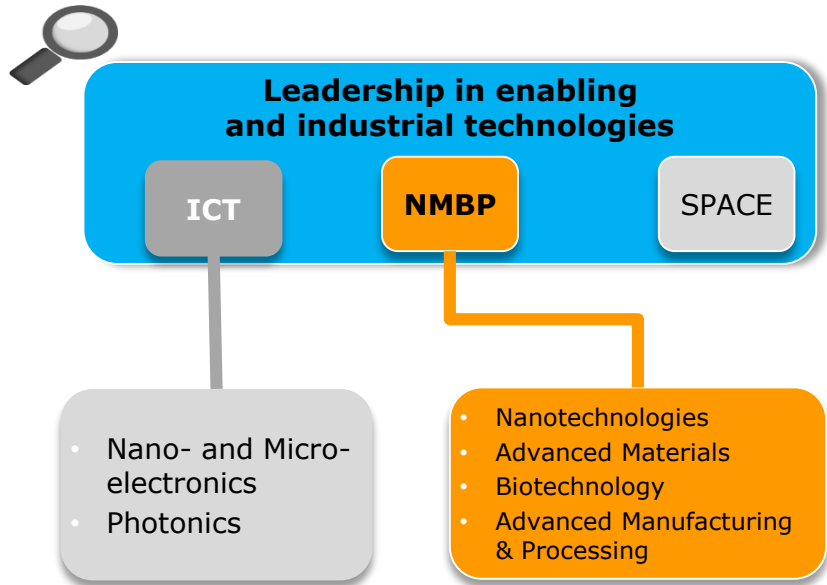 Leadership in enabling
and industrial technologies
ICT
NMBP
SPACE
• Nano- and Micro-
electronics
• Photonics
• Nanotechnologies
• Advanced Materials
• Biotechnology
• Advanced Manufacturing
& Processing